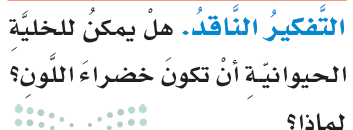 التَّفكيرُ النَّاقدُ. هلْ يمكنُ للخليَّةِ
الحيوانيّةِ أنْ تكونَ خضراءَ اللَّونِ؟
لماذا؟